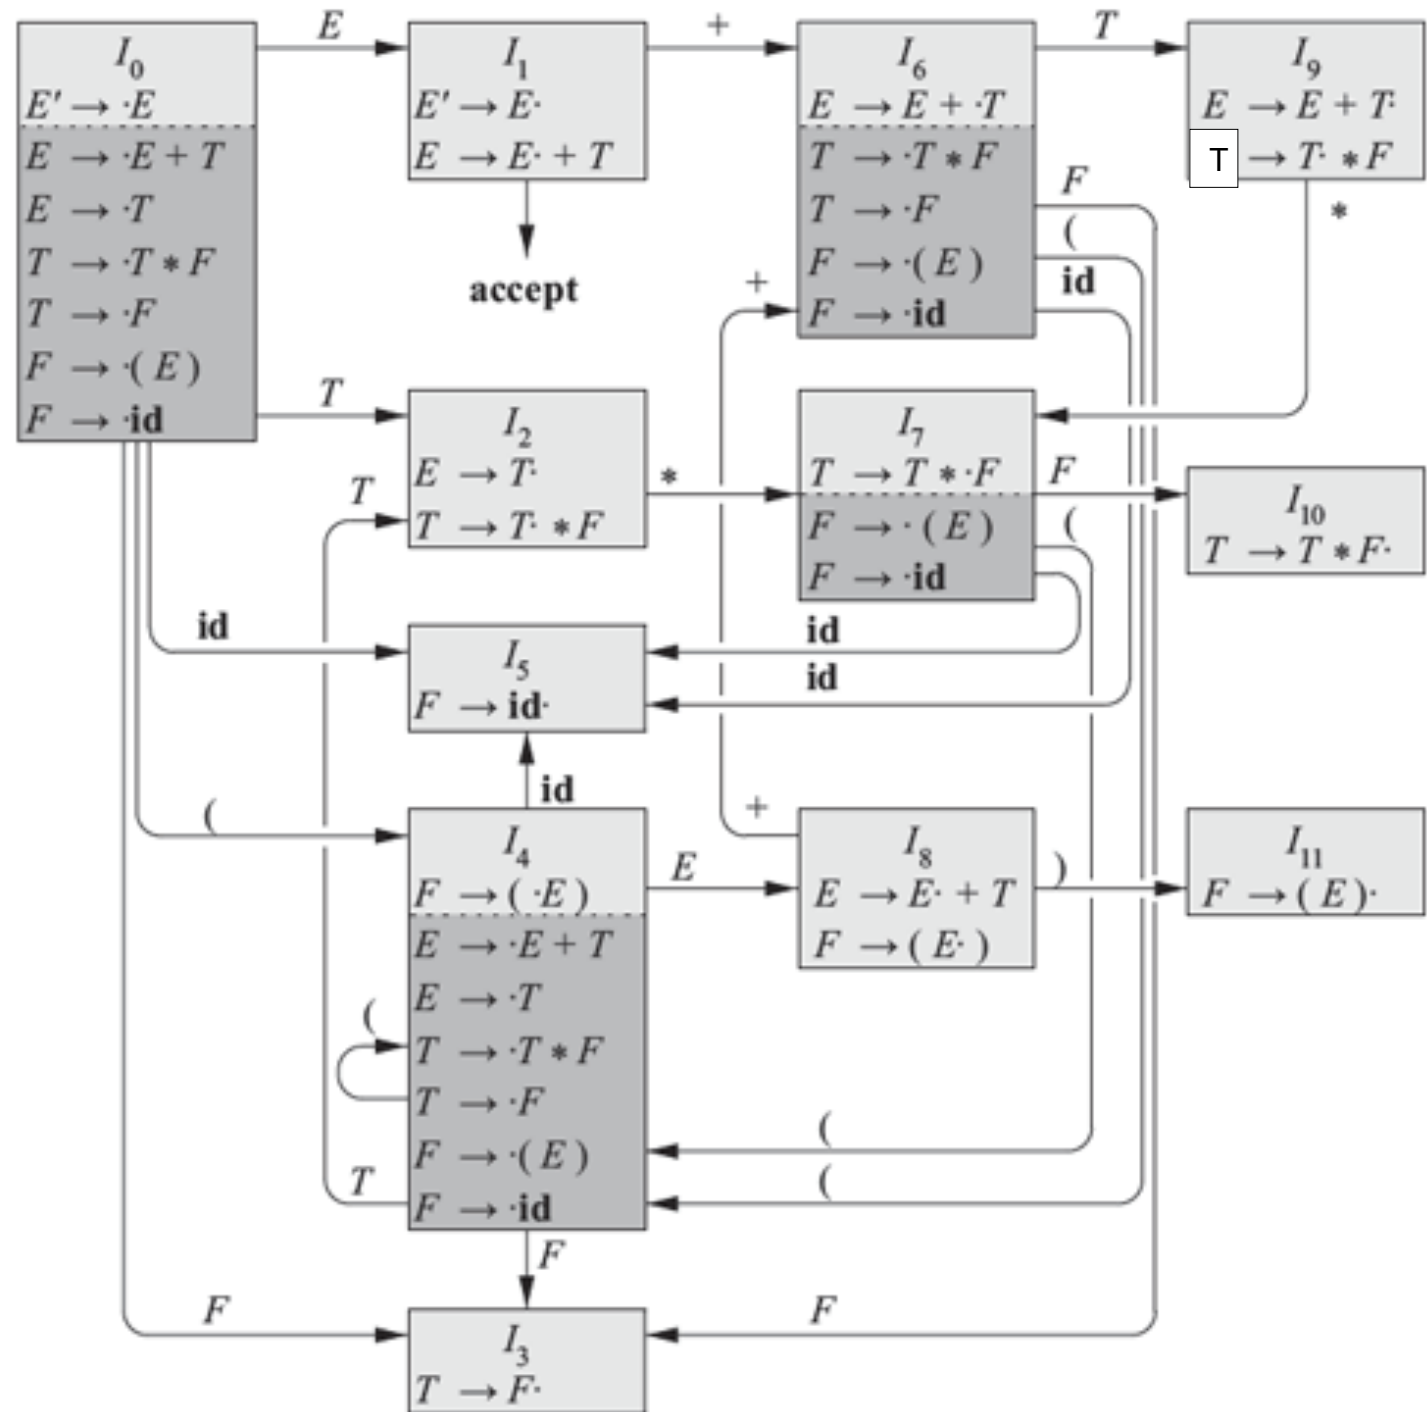 I₀
E′ → ·E
E → ·E + T
E → ·T
T → ·T * F
T → ·F
F → ·( E )
F → ·id
E
I₁
E′ → E·
E → E· + T
accept
+
I₆
E → E + ·T
T → ·T * F
T → ·F
F → ·( E )
F → ·id
T
I₉
E → E + T·
T → T· * F
*
F
(
id
+
T
I₂
E → T·
T → T· * F
T
*
I₇
T → T * ·F
F → · ( E )
F → ·id
F
(
I₁₀
T → T * F·
id
I₅
F → id·
id
id
id
(
I₄
F → ( ·E )
E → ·E + T
E → ·T
T → ·T * F
T → ·F
F → ·( E )
F → ·id
(
T
E
+
I₈
E → E· + T
F → ( E· )
)
I₁₁
F → ( E )·
(
(
F
F
I₃
T → F·
F